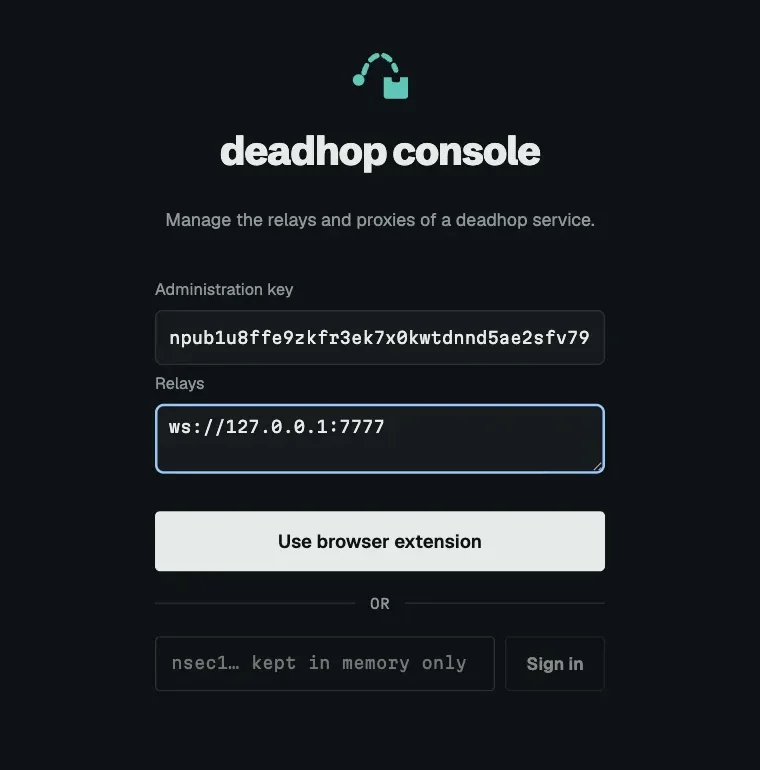 deadhop console
Manage the relays and proxies of a deadhop service.
Administration key
npub1u8ffe9zkfr3ek7x0kwtdnnd5ae2sfv79
Relays
ws://127.0.0.1:7777
Use browser extension
OR
nsec1… kept in memory only
Sign in